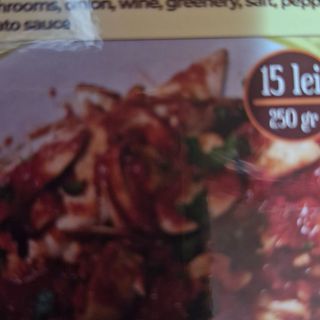 hrooms, onion, wine, greenery, salt, pepp
ato sauce
15 lei
250 gr